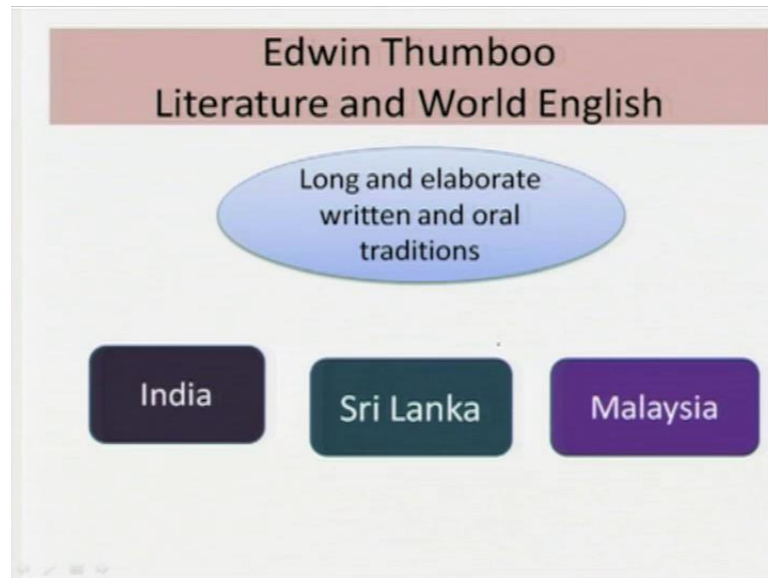 Edwin Thumboo
Literature and World English
Long and elaborate
written and oral
traditions
India
Sri Lanka
Malaysia